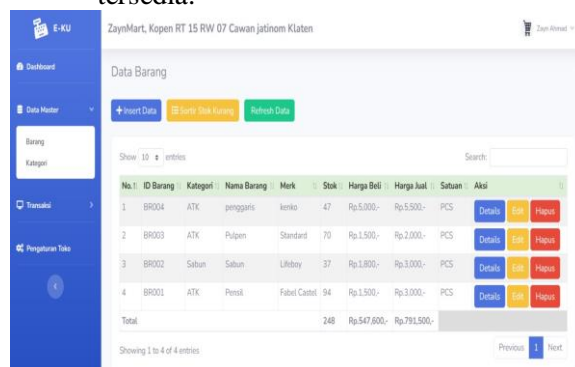 tersedia.
E-KU
ZaynMart, Kopen RT 15 RW 07 Cawan jatinom Klaten
Zayn Ahmad
Dashboard
Data Barang
Data Master
+ Insert Data
Sortir Stok Kurang
Refresh Data
Barang
Kategori
Show 10 entries
Search:
No. ID Barang Kategori Nama Barang Merk Stok Harga Beli Harga Jual Satuan Aksi
1 BR004 ATK penggaris kenko 47 Rp.5,000,- Rp.5,500,- PCS Details Edit Hapus
Transaksi
2 BR003 ATK Pulpen Standard 70 Rp.1,500,- Rp.2,000,- PCS Details Edit Hapus
Pengaturan Toko
3 BR002 Sabun Sabun Lifeboy 37 Rp.1,800,- Rp.3,000,- PCS Details Edit Hapus
4 BR001 ATK Pensil Fabel Castel 94 Rp.1,500,- Rp.3,000,- PCS Details Edit Hapus
Total 248 Rp.547,600,- Rp.791,500,-
Showing 1 to 4 of 4 entries
Previous 1 Next